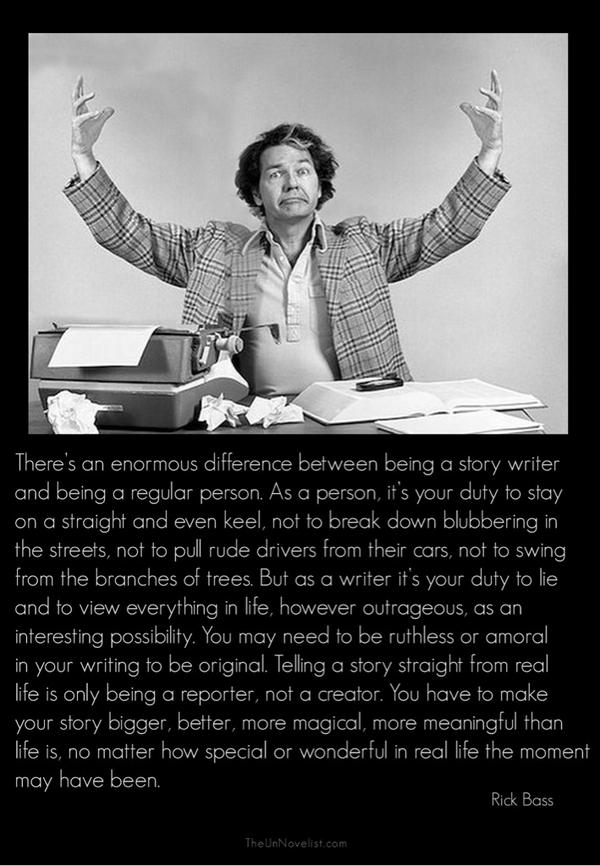 There's an enormous difference between being a story writer
and being a regular person. As a person, it's your duty to stay
on a straight and even keel, not to break down blubbering in
the streets, not to pull rude drivers from their cars, not to swing
from the branches of trees. But as a writer it's your duty to lie
and to view everything in life, however outrageous, as an
interesting possibility. You may need to be ruthless or amoral
in your writing to be original. Telling a story straight from real
life is only being a reporter, not a creator. You have to make
your story bigger, better, more magical, more meaningful than
life is, no matter how special or wonderful in real life the moment
may have been.
Rick Bass
TheUnNovelist.com